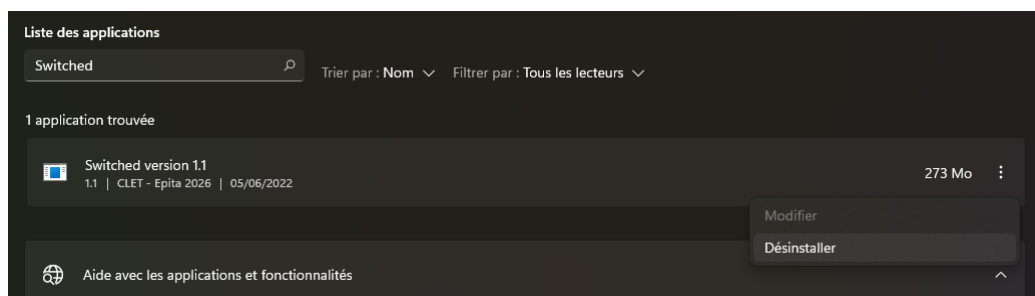 Liste des applications
Switched
Trier par : Nom Filtrer par : Tous les lecteurs
1 application trouvée
Switched version 1.1
273 Mo
1.1 | CLET - Epita 2026 | 05/06/2022
Modifier
Désinstaller
Aide avec les applications et fonctionnalités